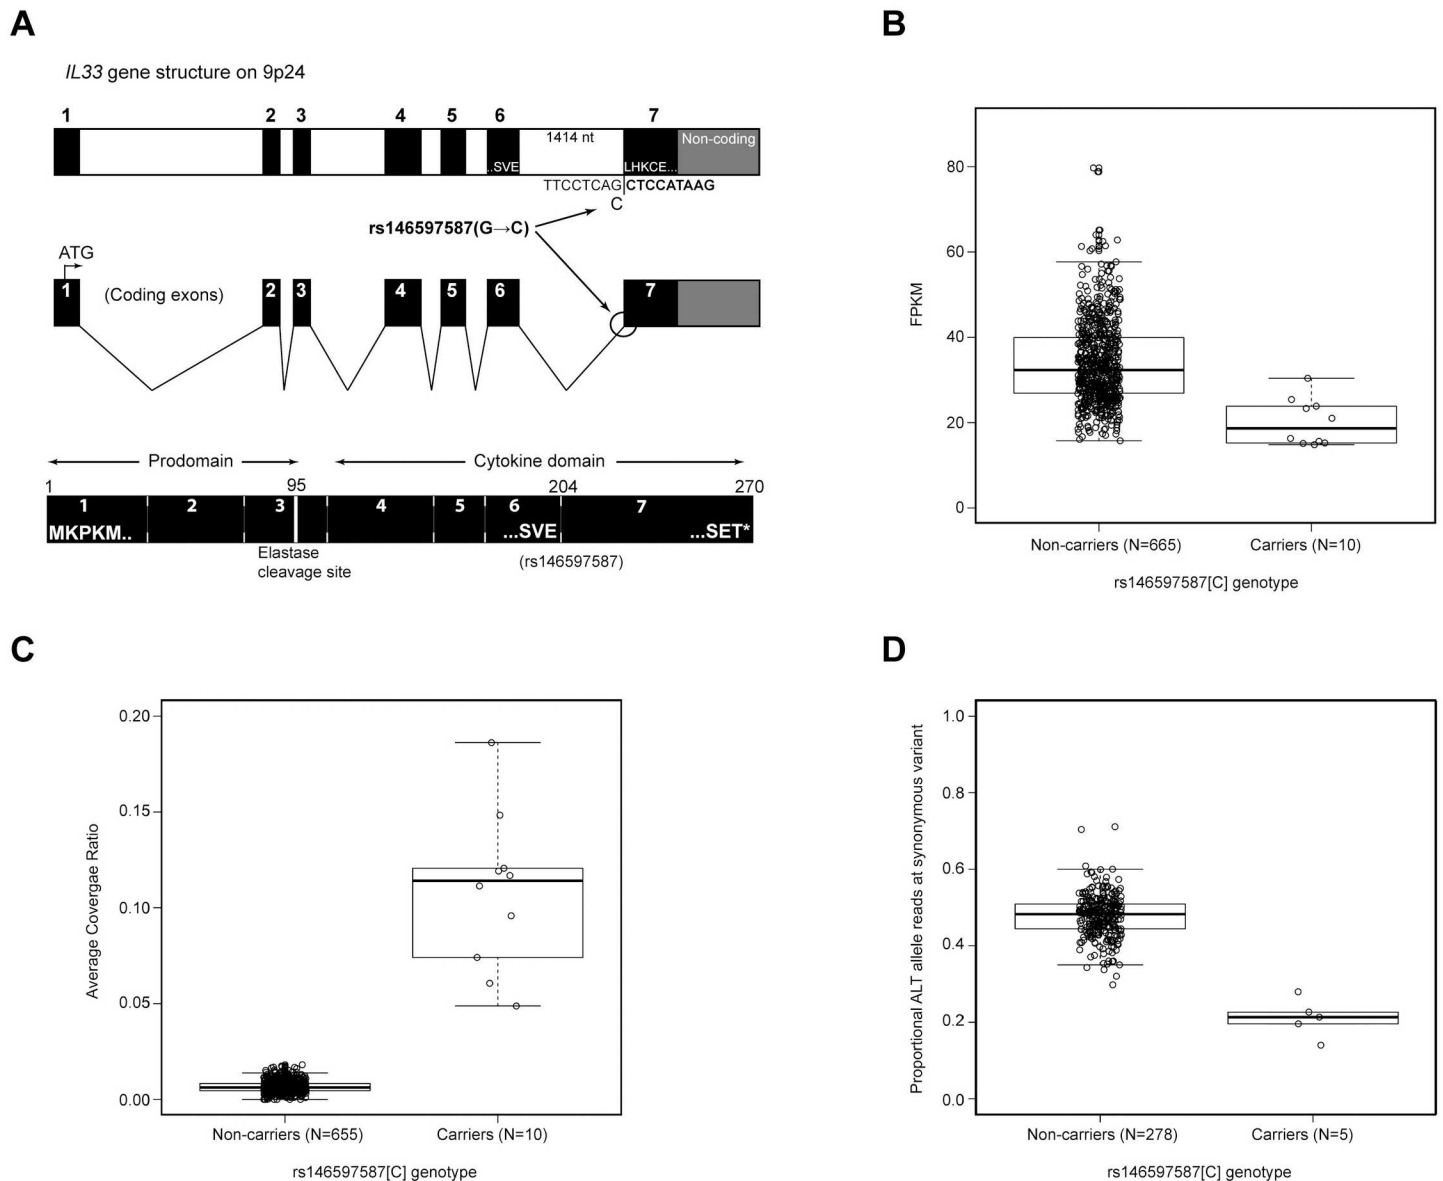 A
IL33 gene structure on 9p24
1 2 3 4 5 6 7
1414 nt
Non-coding
..SVE
LHKCE...
TTCCTCAG CTCCATAAG
C
rs146597587(G→C)
ATG
1 (Coding exons) 2 3 4 5 6 7
Prodomain Cytokine domain
1 95 204 270
1 2 3 4 5 6 7
MKPKM.. ...SVE ...SET*
Elastase
cleavage site
(rs146597587)
B
FPKM
80
60
40
20
0
Non-carriers (N=665) Carriers (N=10)
rs146597587[C] genotype
C
Average Covergae Ratio
0.20
0.15
0.10
0.05
0.00
Non-carriers (N=655) Carriers (N=10)
rs146597587[C] genotype
D
Proportional ALT allele reads at synonymous variant
1.0
0.8
0.6
0.4
0.2
0.0
Non-carriers (N=278) Carriers (N=5)
rs146597587[C] genotype